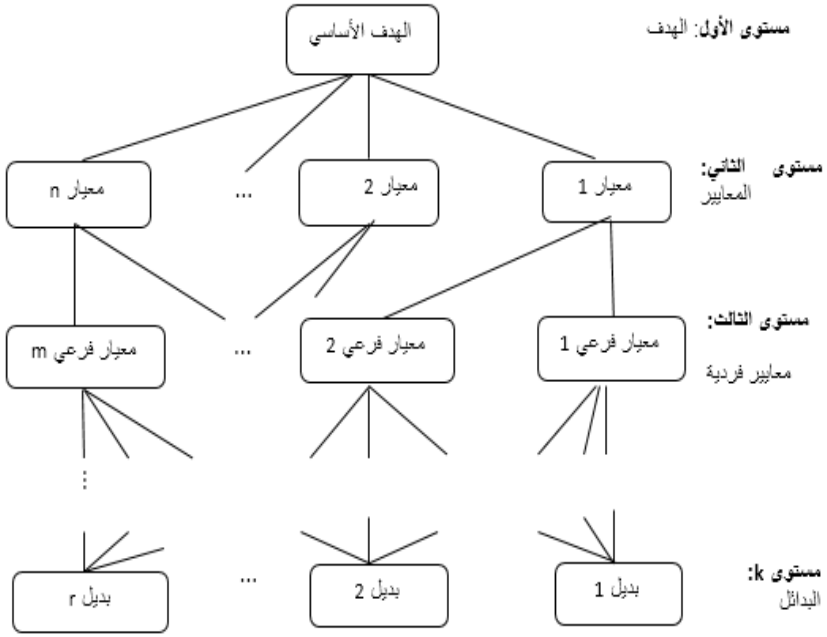 مستوى الأول: الهدف
الهدف الأساسي
مستوى الثاني:
المعايير
معيار 1
معيار 2
...
معيار n
مستوى الثالث:
معايير فردية
معيار فرعي 1
معيار فرعي 2
...
معيار فرعي m
...
مستوى k:
البدائل
بديل 1
بديل 2
...
بديل r